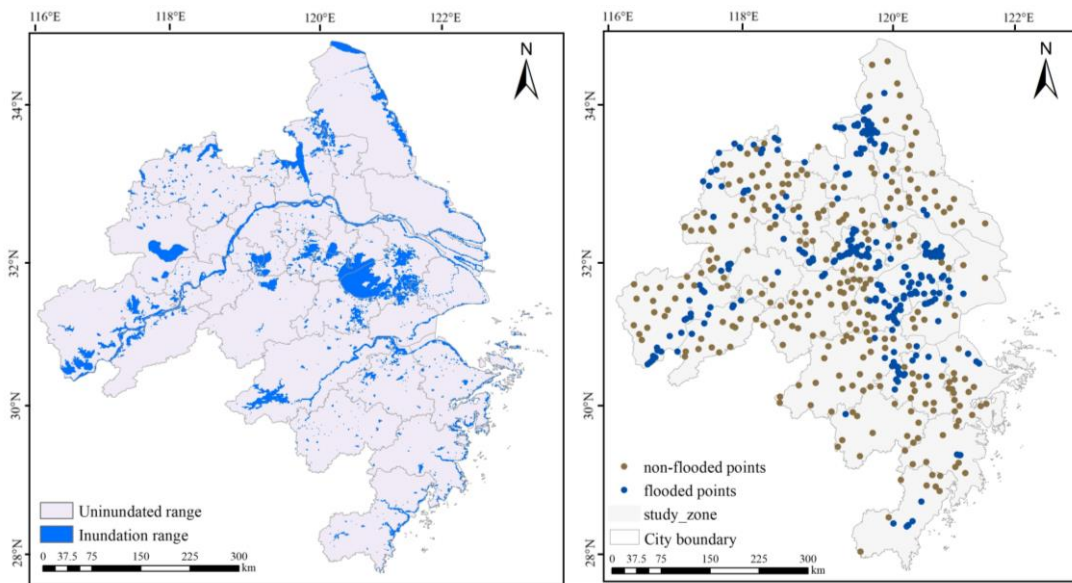 116°E 118°E 120°E 122°E
N
34°N
32°N
30°N
28°N
Uninundated range
Inundation range
0 37.5 75 150 225 300
km
116°E 118°E 120°E 122°E
N
34°N
32°N
30°N
28°N
non-flooded points
flooded points
study_zone
City boundary
0 37.5 75 150 225 300
km